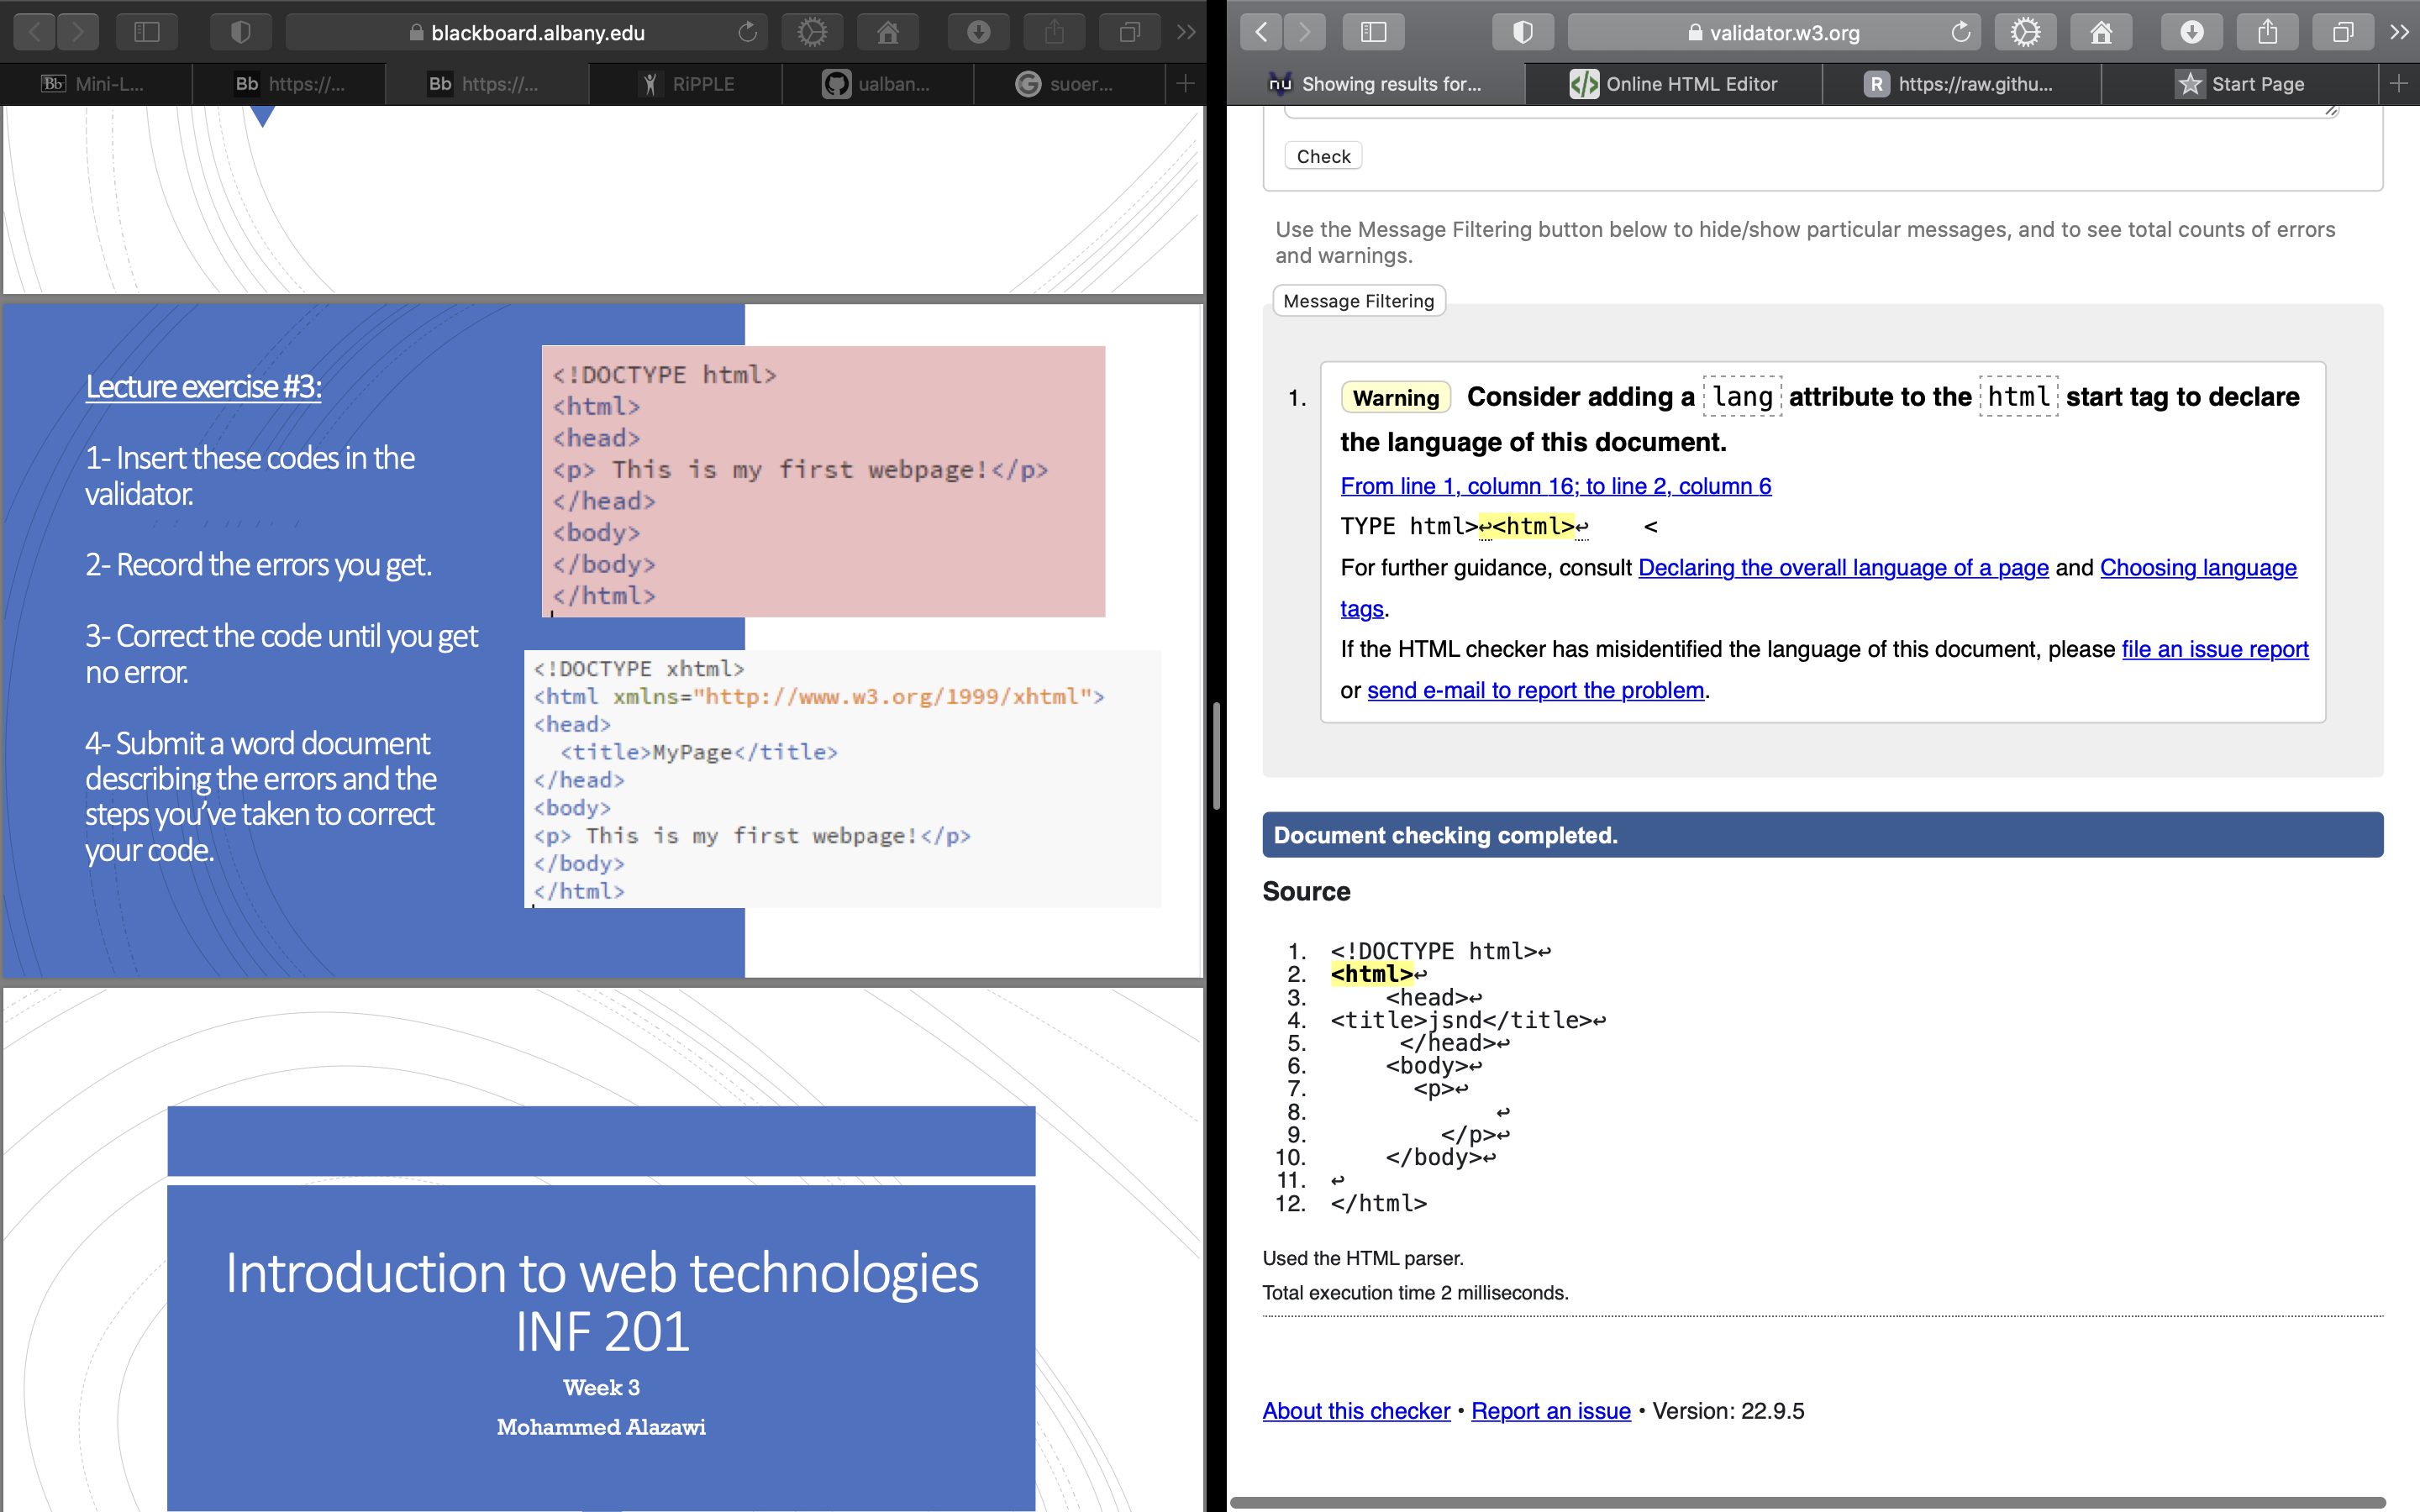 blackboard.albany.edu
Mini-L...
Bb https://...
Bb https://...
RiPPLE
ualban...
suoer...
Lecture exercise #3:
1- Insert these codes in the
validator.
2- Record the errors you get.
3- Correct the code until you get
no error.
4- Submit a word document
describing the errors and the
steps you've taken to correct
your code.
<!DOCTYPE html>
<html>
<head>
<p> This is my first webpage!</p>
</head>
<body>
</body>
</html>
<!DOCTYPE xhtml>
<html xmlns="http://www.w3.org/1999/xhtml">
<head>
<title>MyPage</title>
</head>
<body>
<p> This is my first webpage!</p>
</body>
</html>
Introduction to web technologies
INF 201
Week 3
Mohammed Alazawi
validator.w3.org
nu Showing results for...
Online HTML Editor
R https://raw.githu...
Start Page
Check
Use the Message Filtering button below to hide/show particular messages, and to see total counts of errors
and warnings.
Message Filtering
1. Warning Consider adding a lang attribute to the html start tag to declare
the language of this document.
From line 1, column 16; to line 2, column 6
TYPE html>↩<html>↩ <
For further guidance, consult Declaring the overall language of a page and Choosing language
tags.
If the HTML checker has misidentified the language of this document, please file an issue report
or send e-mail to report the problem.
Document checking completed.
Source
1. <!DOCTYPE html>↩
2. <html>↩
3. <head>↩
4. <title>jsnd</title>↩
5. </head>↩
6. <body>↩
7. <p>↩
8. ↩
9. </p>↩
10. </body>↩
11. ↩
12. </html>
Used the HTML parser.
Total execution time 2 milliseconds.
About this checker • Report an issue • Version: 22.9.5